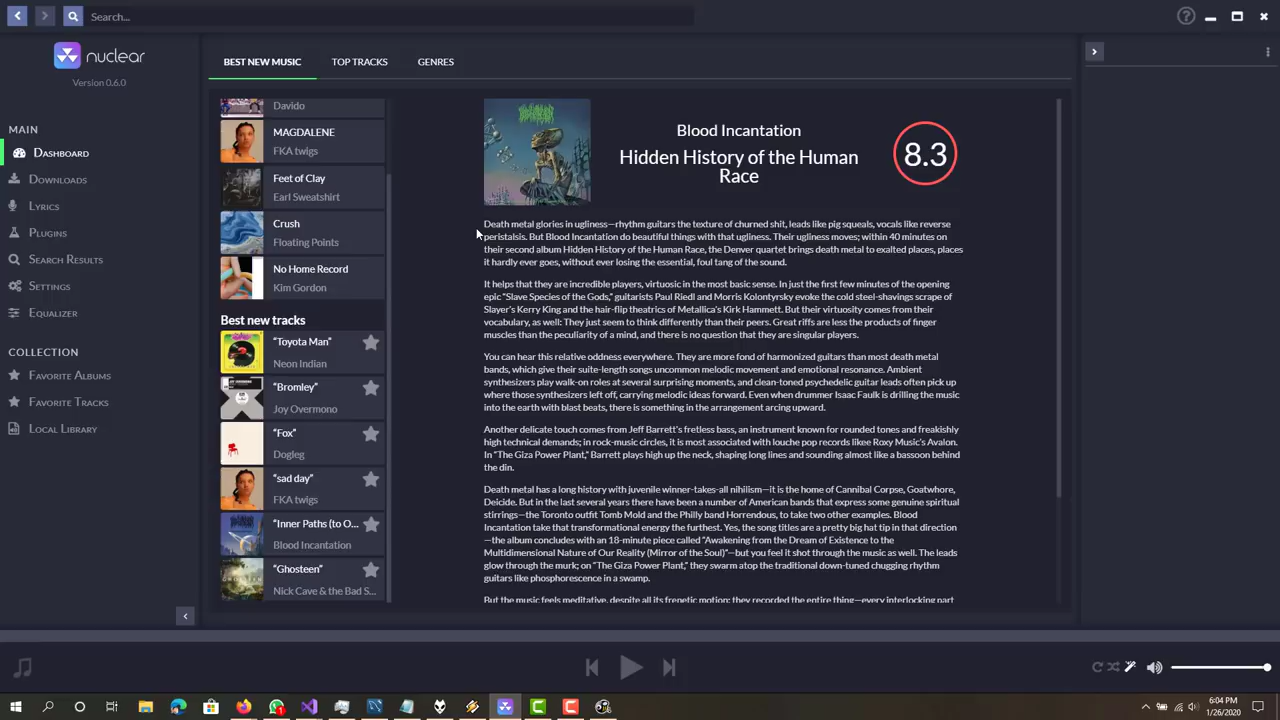 Search...
nuclear
Version 0.6.0
MAIN
DASHBOARD
DOWNLOADS
LYRICS
PLUGINS
SEARCH RESULTS
SETTINGS
EQUALIZER
COLLECTION
FAVORITE ALBUMS
FAVORITE TRACKS
LOCAL LIBRARY
BEST NEW MUSIC
TOP TRACKS
GENRES
Davido
MAGDALENE
FKA twigs
Feet of Clay
Earl Sweatshirt
Crush
Floating Points
No Home Record
Kim Gordon
Best new tracks
“Toyota Man”
Neon Indian
“Bromley”
Joy Overmono
“Fox”
Dogleg
“sad day”
FKA twigs
“Inner Paths (to O...
Blood Incantation
“Ghosteen”
Nick Cave & the Bad S...
Blood Incantation
Hidden History of the Human
Race
8.3
Death metal glories in ugliness—rhythm guitars the texture of churned shit, leads like pig squeals, vocals like reverse
peristalsis. But Blood Incantation do beautiful things with that ugliness. Their ugliness moves; within 40 minutes on
their second album Hidden History of the Human Race, the Denver quartet brings death metal to exalted places, places
it hardly ever goes, without ever losing the essential, foul tang of the sound.
It helps that they are incredible players, virtuosic in the most basic sense. In just the first few minutes of the opening
epic “Slave Species of the Gods,” guitarists Paul Riedl and Morris Kolontyrsky evoke the cold steel-shavings scrape of
Slayer's Kerry King and the hair-flip theatrics of Metallica's Kirk Hammett. But their virtuosity comes from their
vocabulary, as well: They just seem to think differently than their peers. Great riffs are less the products of finger
muscles than the peculiarity of a mind, and there is no question that they are singular players.
You can hear this relative oddness everywhere. They are more fond of harmonized guitars than most death metal
bands, which give their suite-length songs uncommon melodic movement and emotional resonance. Ambient
synthesizers play walk-on roles at several surprising moments, and clean-toned psychedelic guitar leads often pick up
where those synthesizers left off, carrying melodic ideas forward. Even when drummer Isaac Faulk is drilling the music
into the earth with blast beats, there is something in the arrangement arcing upward.
Another delicate touch comes from Jeff Barrett's fretless bass, an instrument known for rounded tones and freakishly
high technical demands; in rock-music circles, it is most associated with louche pop records likee Roxy Music's Avalon.
In “The Giza Power Plant,” Barrett plays high up the neck, shaping long lines and sounding almost like a bassoon behind
the din.
Death metal has a long history with juvenile winner-takes-all nihilism—it is the home of Cannibal Corpse, Goatwhore,
Deicide. But in the last several years there have been a number of American bands that express some genuine spiritual
stirrings—the Toronto outfit Tomb Mold and the Philly band Horrendous, to take two other examples. Blood
Incantation take that transformational energy the furthest. Yes, the song titles are a pretty big hat tip in that direction
—the album concludes with an 18-minute piece called “Awakening from the Dream of Existence to the
Multidimensional Nature of Our Reality (Mirror of the Soul)”—but you feel it shot through the music as well. The leads
glow through the murk; on “The Giza Power Plant,” they swarm atop the traditional down-tuned chugging rhythm
guitars like phosphorescence in a swamp.
But the music feels meditative, despite all its frenetic motion; they recorded the entire thing—every interlocking part
6:04 PM
1/26/2020